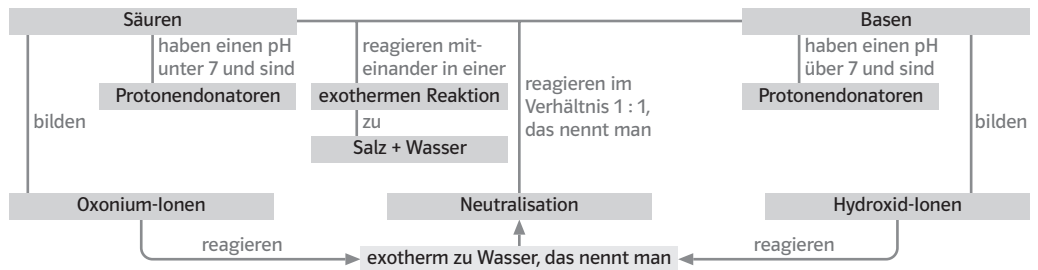 Säuren
Basen
haben einen pH
unter 7 und sind
Protonendonatoren
reagieren mit-
einander in einer
exothermen Reaktion
zu
Salz + Wasser
reagieren im
Verhältnis 1 : 1,
das nennt man
haben einen pH
über 7 und sind
Protonendonatoren
bilden
bilden
Oxonium-Ionen
Neutralisation
Hydroxid-Ionen
reagieren
exotherm zu Wasser, das nennt man
reagieren